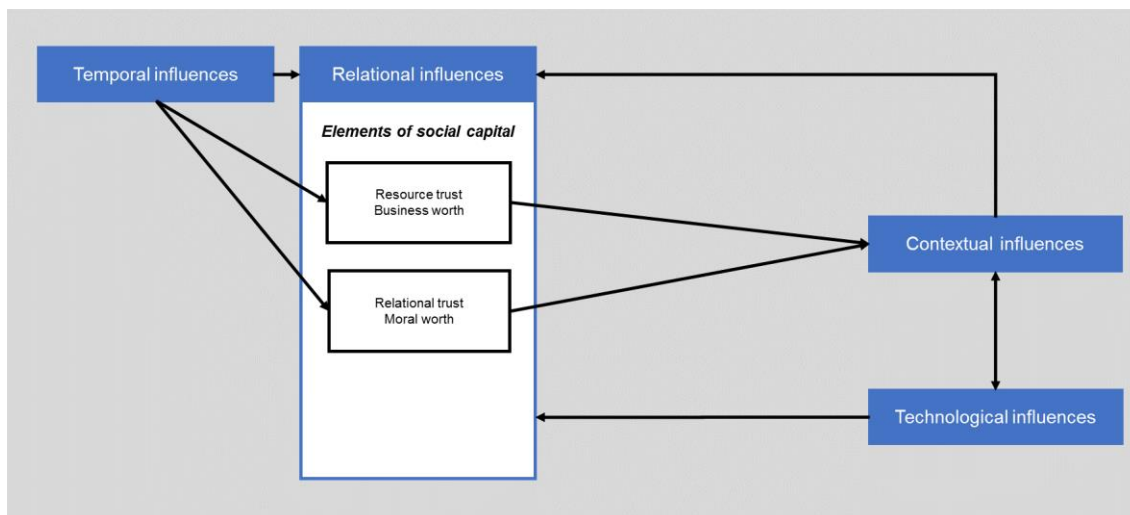 Temporal influences
Relational influences
Elements of social capital
Resource trust
Business worth
Relational trust
Moral worth
Contextual influences
Technological influences